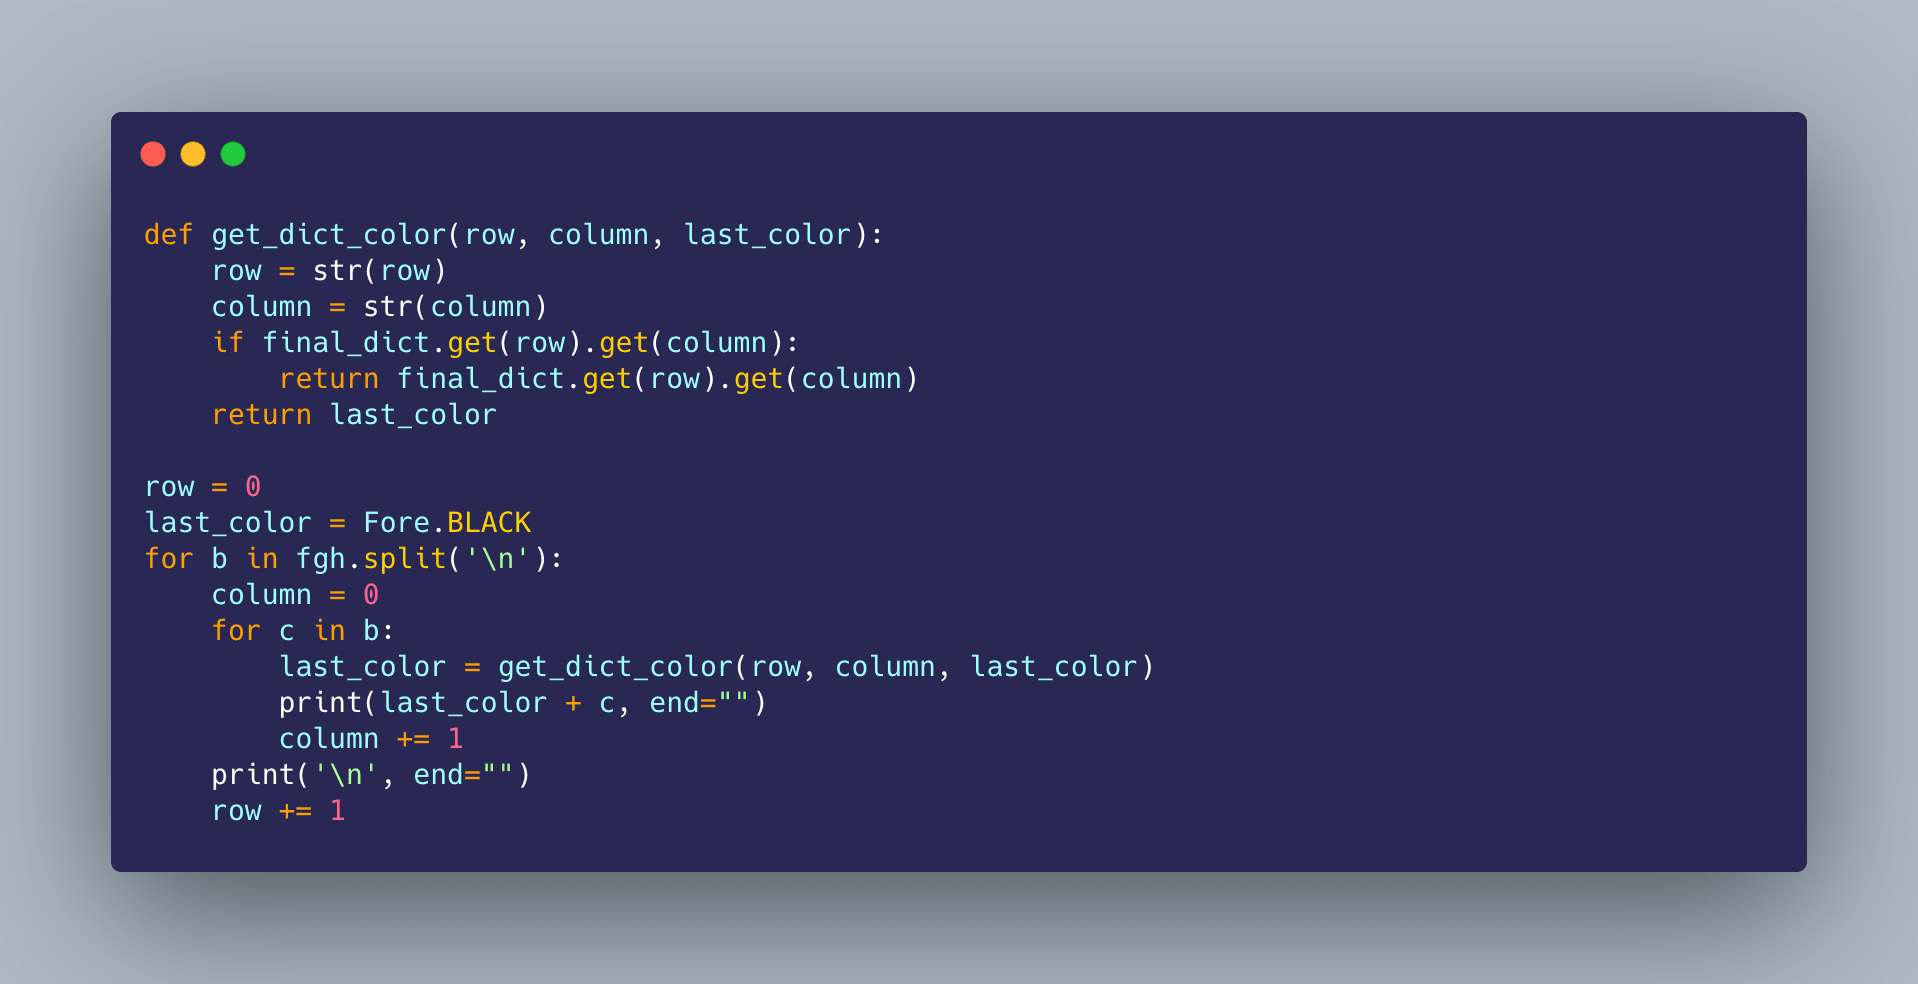 def get_dict_color(row, column, last_color):
    row = str(row)
    column = str(column)
    if final_dict.get(row).get(column):
        return final_dict.get(row).get(column)
    return last_color

row = 0
last_color = Fore.BLACK
for b in fgh.split('\n'):
    column = 0
    for c in b:
        last_color = get_dict_color(row, column, last_color)
        print(last_color + c, end="")
        column += 1
    print('\n', end="")
    row += 1